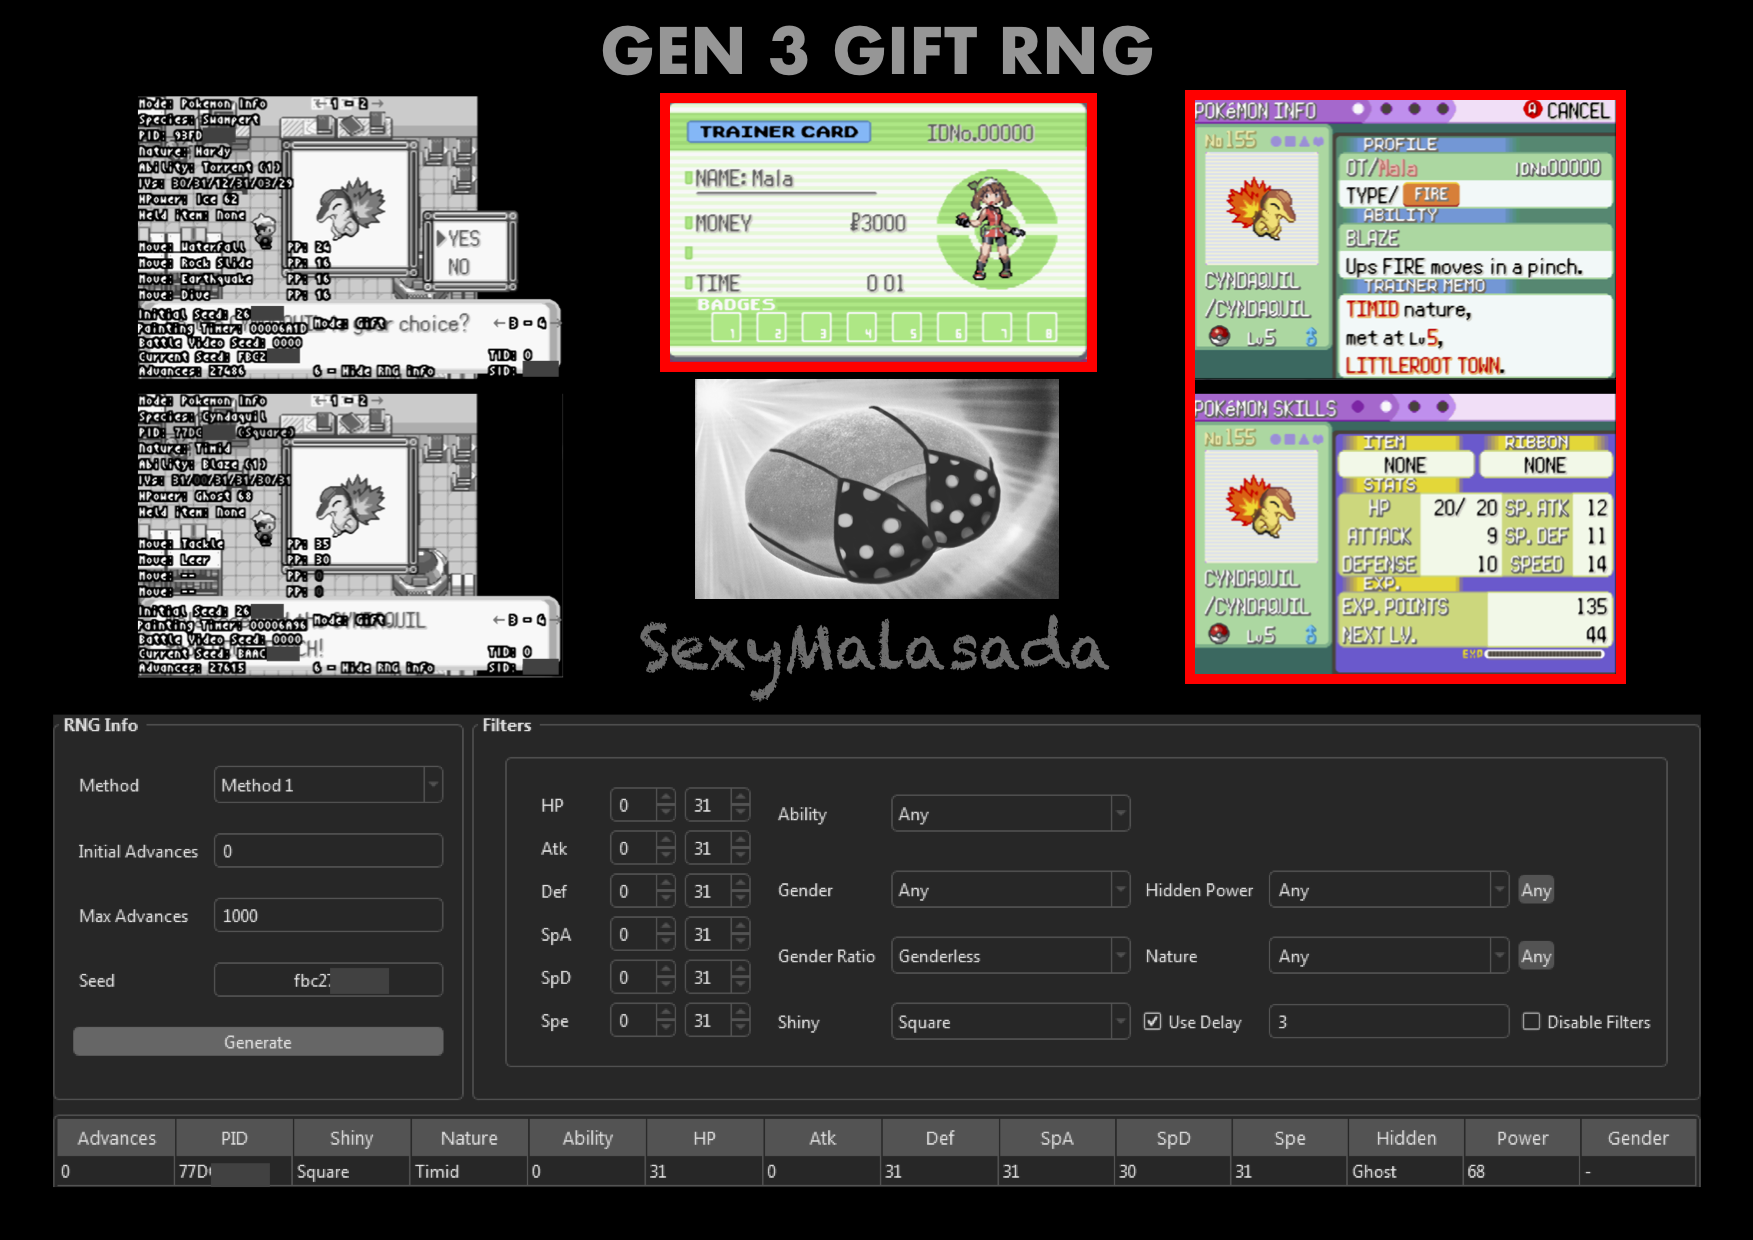 GEN 3 GIFT RNG
Mode: Pokemon Info
←1 - 2→
Species: Swampert
PID: 93FD
Nature: Hardy
Ability: Torrent (1)
IVs: 30/31/12/31/03/29
HPower: Ice 62
Held item: None
Move: Waterfall PP: 24
Move: Rock Slide PP: 16
Move: Earthquake PP: 16
Move: Dive PP: 16
YES
NO
Initial Seed: 26
Painting Timer: 00006A1D
Mode: Gift
your choice?
←3 - 4→
Battle Video Seed: 0000
Current Seed: FBC2
TID: 0
Advances: 27486
6 - Hide RNG info
SID:
Mode: Pokemon Info
←1 - 2→
Species: Cyndaquil
PID: 77DC (Square)
Nature: Timid
Ability: Blaze (1)
IVs: 31/00/31/31/30/31
HPower: Ghost 68
Held item: None
Move: Tackle PP: 35
Move: Leer PP: 30
Move: -- PP: 0
Move: -- PP: 0
Initial Seed: 26
Painting Timer: 00006A96
Mode: Gift
←3 - 4→
Battle Video Seed: 0000
Current Seed: BAAC
CH!
TID: 0
Advances: 27615
6 - Hide RNG info
SID:
TRAINER CARD
IDNo.00000
NAME: Mala
MONEY ₽3000
TIME 0 01
BADGES
1 2 3 4 5 6 7 8
SexyMalasada
POKéMON INFO
A CANCEL
No155
PROFILE
OT/Mala IDNo00000
TYPE/ FIRE
ABILITY
BLAZE
Ups FIRE moves in a pinch.
TRAINER MEMO
CYNDAQUIL
/CYNDAQUIL
Lv5
TIMID nature,
met at Lv5,
LITTLEROOT TOWN.
POKéMON SKILLS
No155
ITEM RIBBON
NONE NONE
STATS
HP 20/ 20 SP. ATK 12
ATTACK 9 SP. DEF 11
DEFENSE 10 SPEED 14
EXP.
CYNDAQUIL
/CYNDAQUIL
Lv5
EXP. POINTS 135
NEXT LV. 44
EXP
RNG Info
Method Method 1
Initial Advances 0
Max Advances 1000
Seed fbc2
Generate
Filters
HP 0 31
Atk 0 31
Def 0 31
SpA 0 31
SpD 0 31
Spe 0 31
Ability Any
Gender Any
Hidden Power Any Any
Gender Ratio Genderless
Nature Any Any
Shiny Square
Use Delay 3
Disable Filters
Advances PID Shiny Nature Ability HP Atk Def SpA SpD Spe Hidden Power Gender
0 77D Square Timid 0 31 0 31 31 30 31 Ghost 68 -